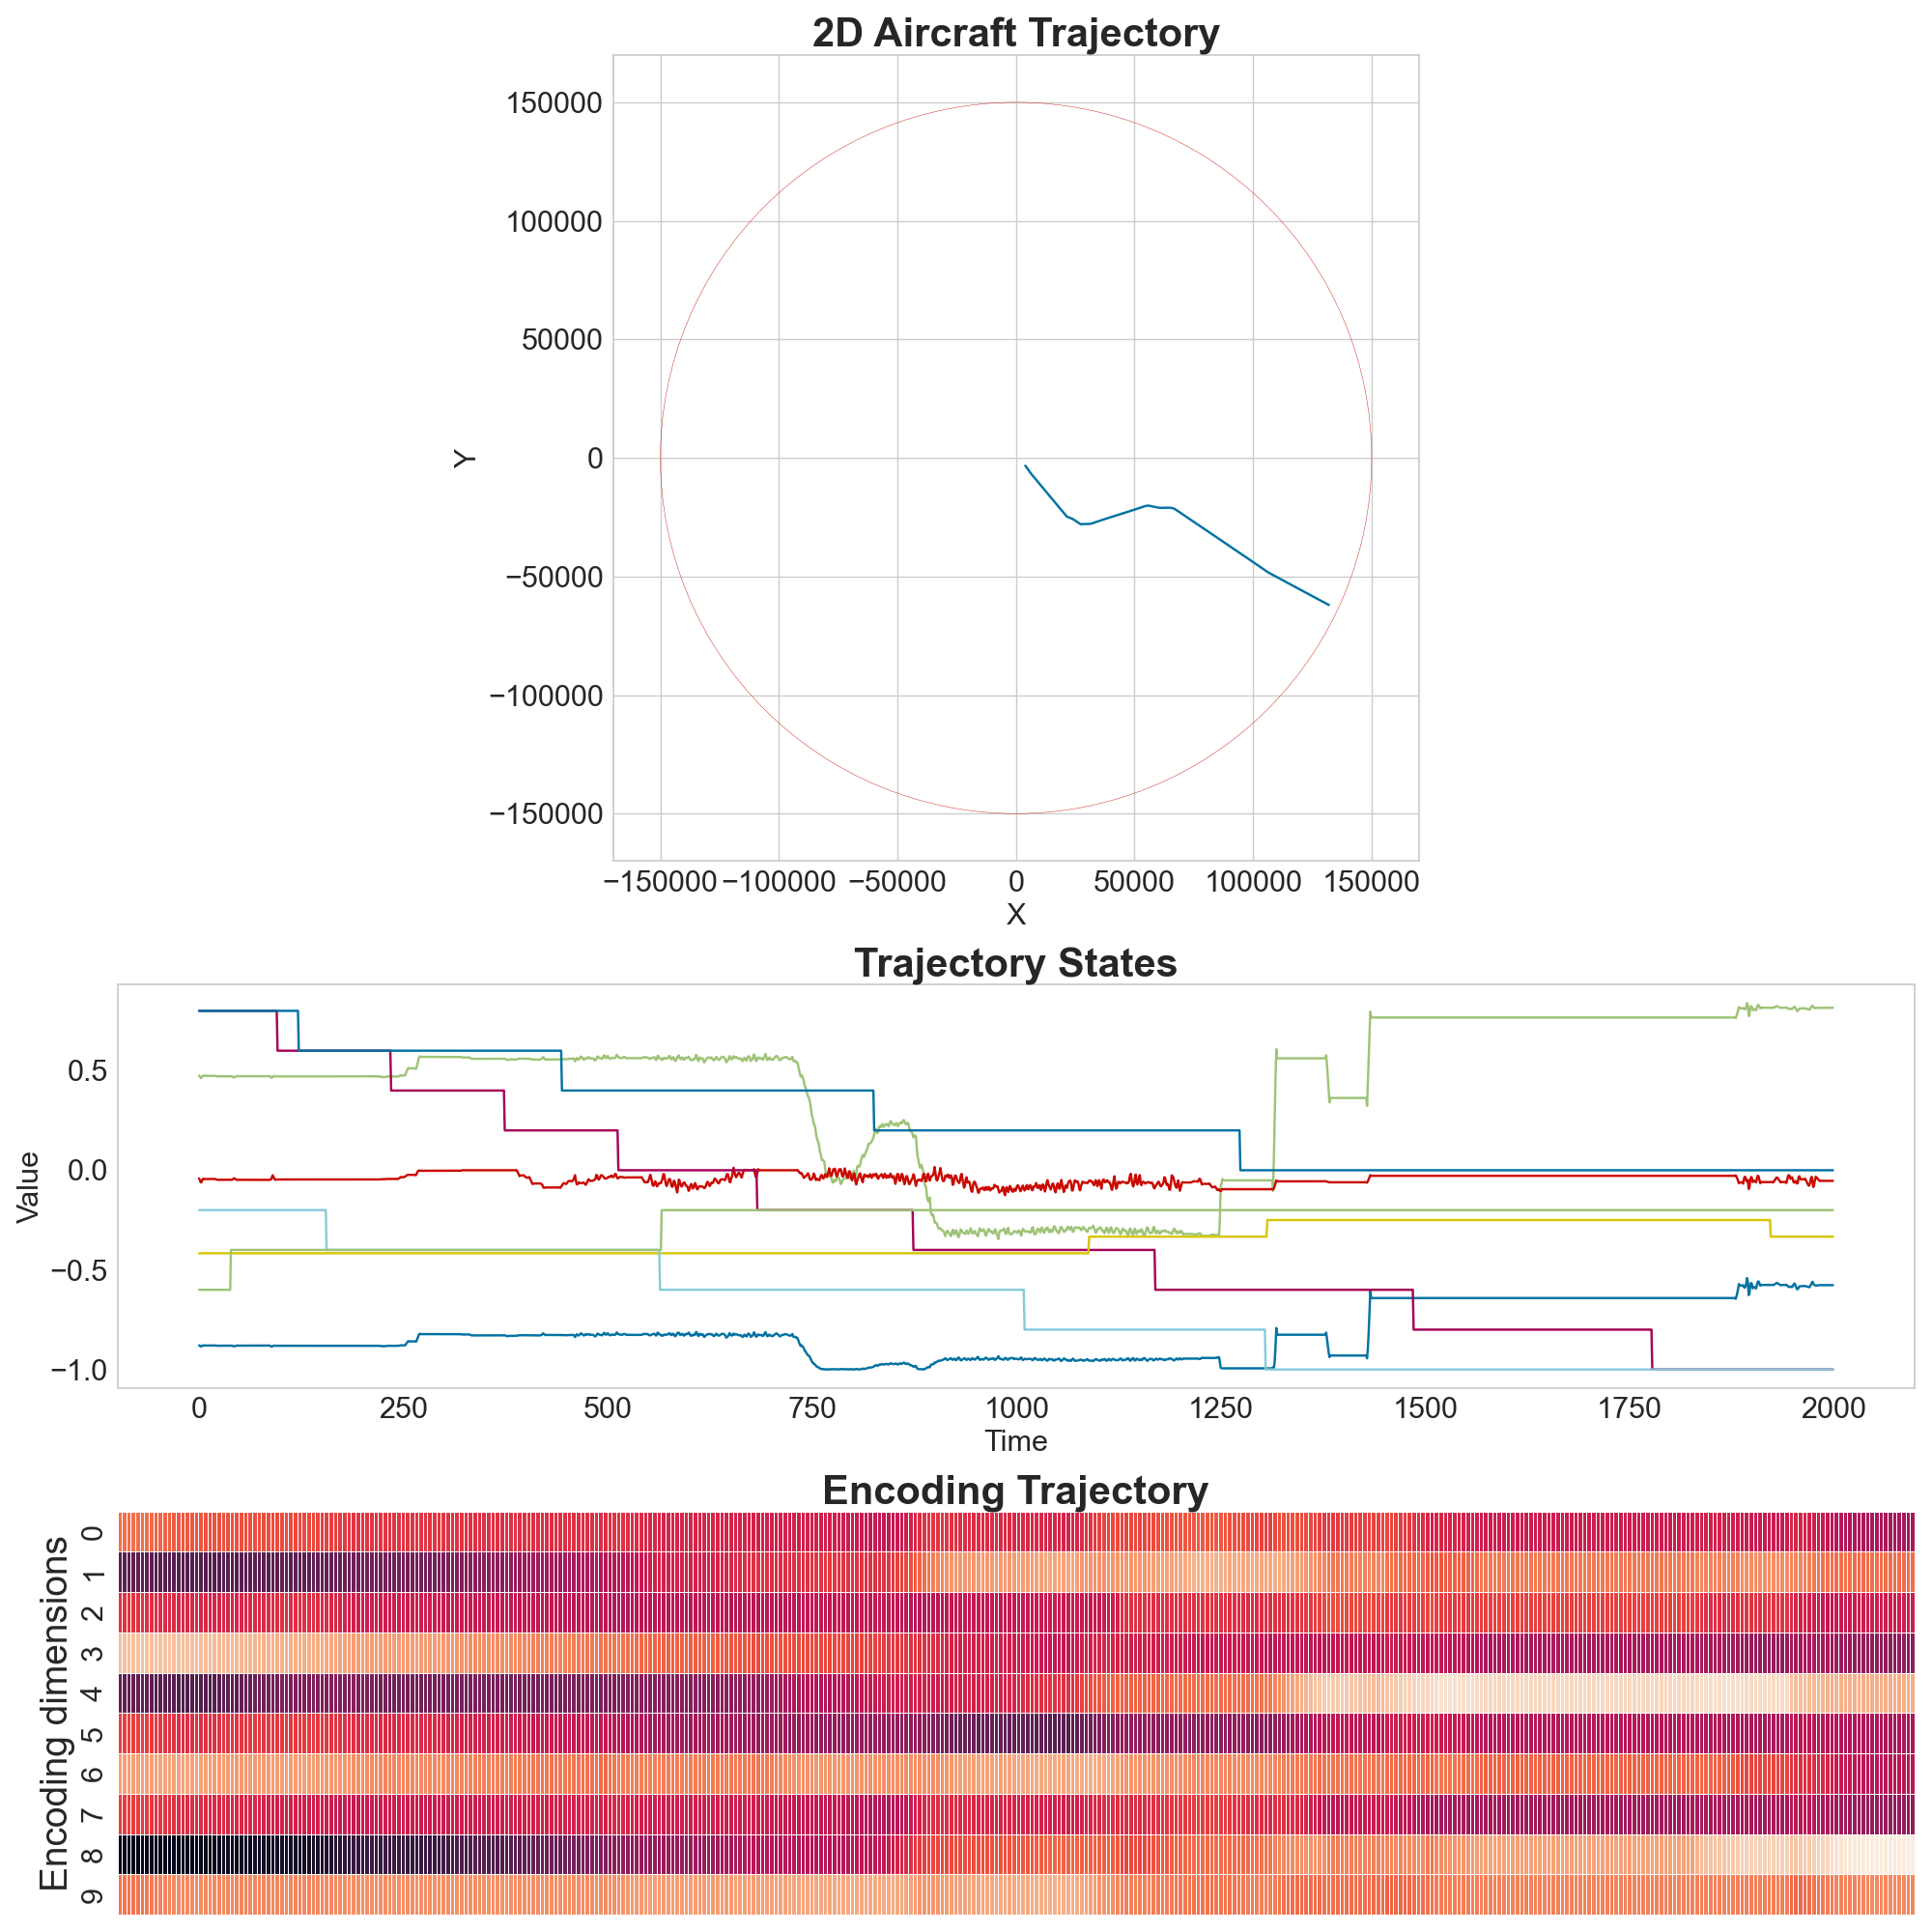 2D Aircraft Trajectory
150000
100000
50000
0
−50000
−100000
−150000
Y
−150000 −100000 −50000 0 50000 100000 150000
X
Trajectory States
0.5
0.0
−0.5
−1.0
Value
0 250 500 750 1000 1250 1500 1750 2000
Time
Encoding Trajectory
Encoding dimensions
0
1
2
3
4
5
6
7
8
9